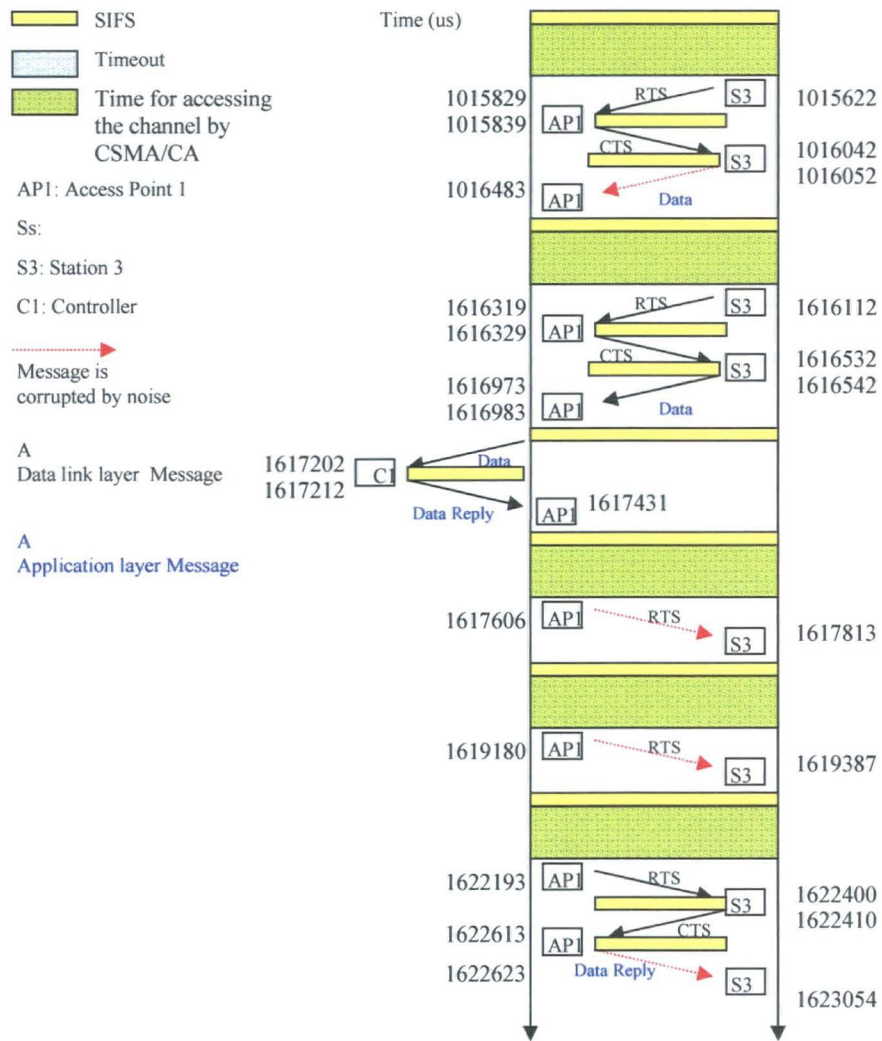 SIFS
Timeout
Time for accessing
the channel by
CSMA/CA
AP1: Access Point 1
Ss:
S3: Station 3
C1: Controller
Message is
corrupted by noise
A
Data link layer Message
A
Application layer Message
Time (us)
1015829
1015839
RTS
S3
1015622
AP1
CTS
S3
1016042
1016052
1016483
AP1
Data
1616319
1616329
RTS
S3
1616112
AP1
CTS
S3
1616532
1616542
1616973
1616983
AP1
Data
1617202
1617212
C1
Data
Data Reply
AP1
1617431
1617606
AP1
RTS
S3
1617813
1619180
AP1
RTS
S3
1619387
1622193
AP1
RTS
S3
1622400
1622410
1622613
1622623
AP1
CTS
Data Reply
S3
1623054